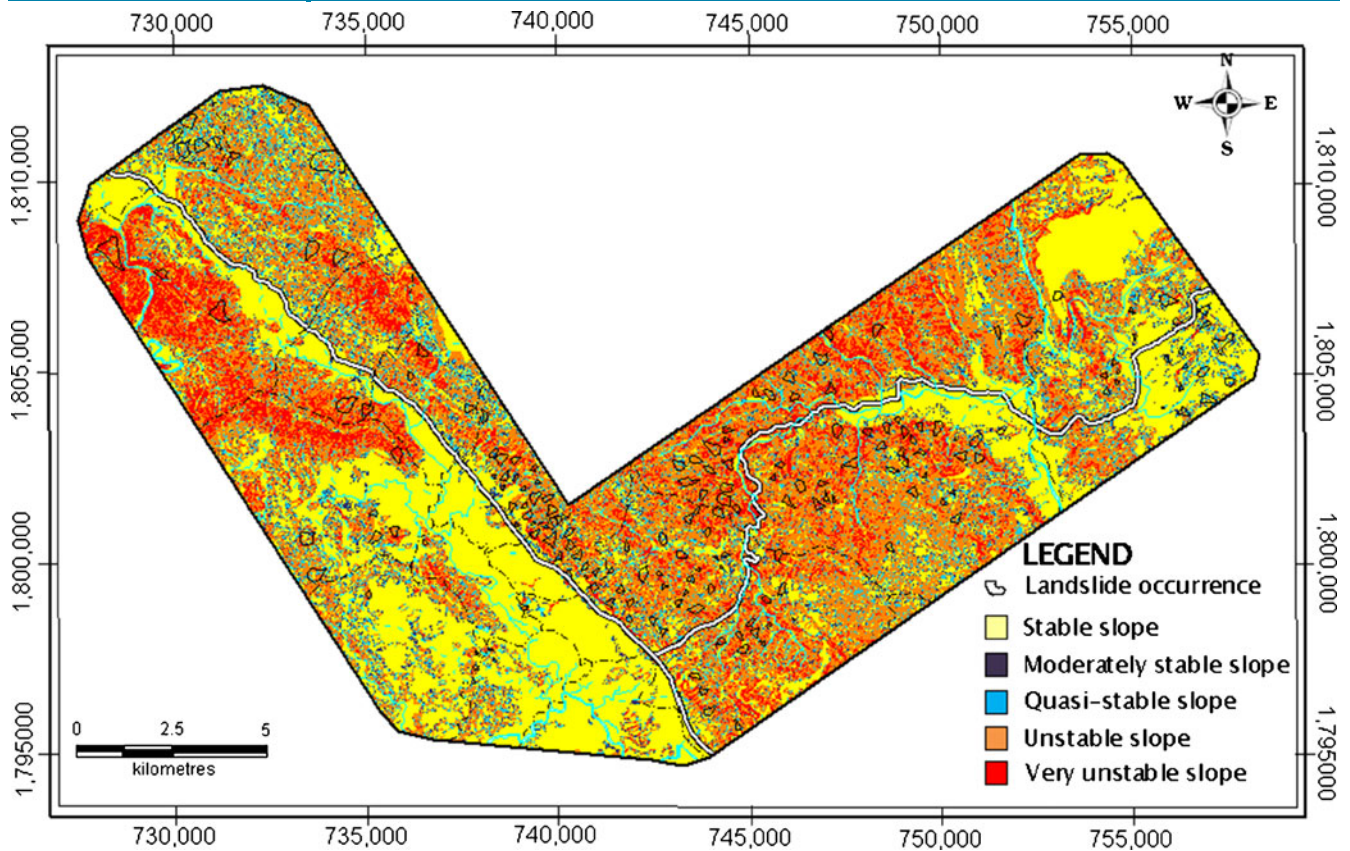 730,000 735,000 740,000 745,000 750,000 755,000
N
W E
S
1,810,000
1,810,000
1,805,000
1,805,000
1,800,000
1,800,000
1,795,000
1,795000
LEGEND
Landslide occurrence
Stable slope
Moderately stable slope
Quasi-stable slope
Unstable slope
Very unstable slope
0 2.5 5
kilometres
730,000 735,000 740,000 745,000 750,000 755,000